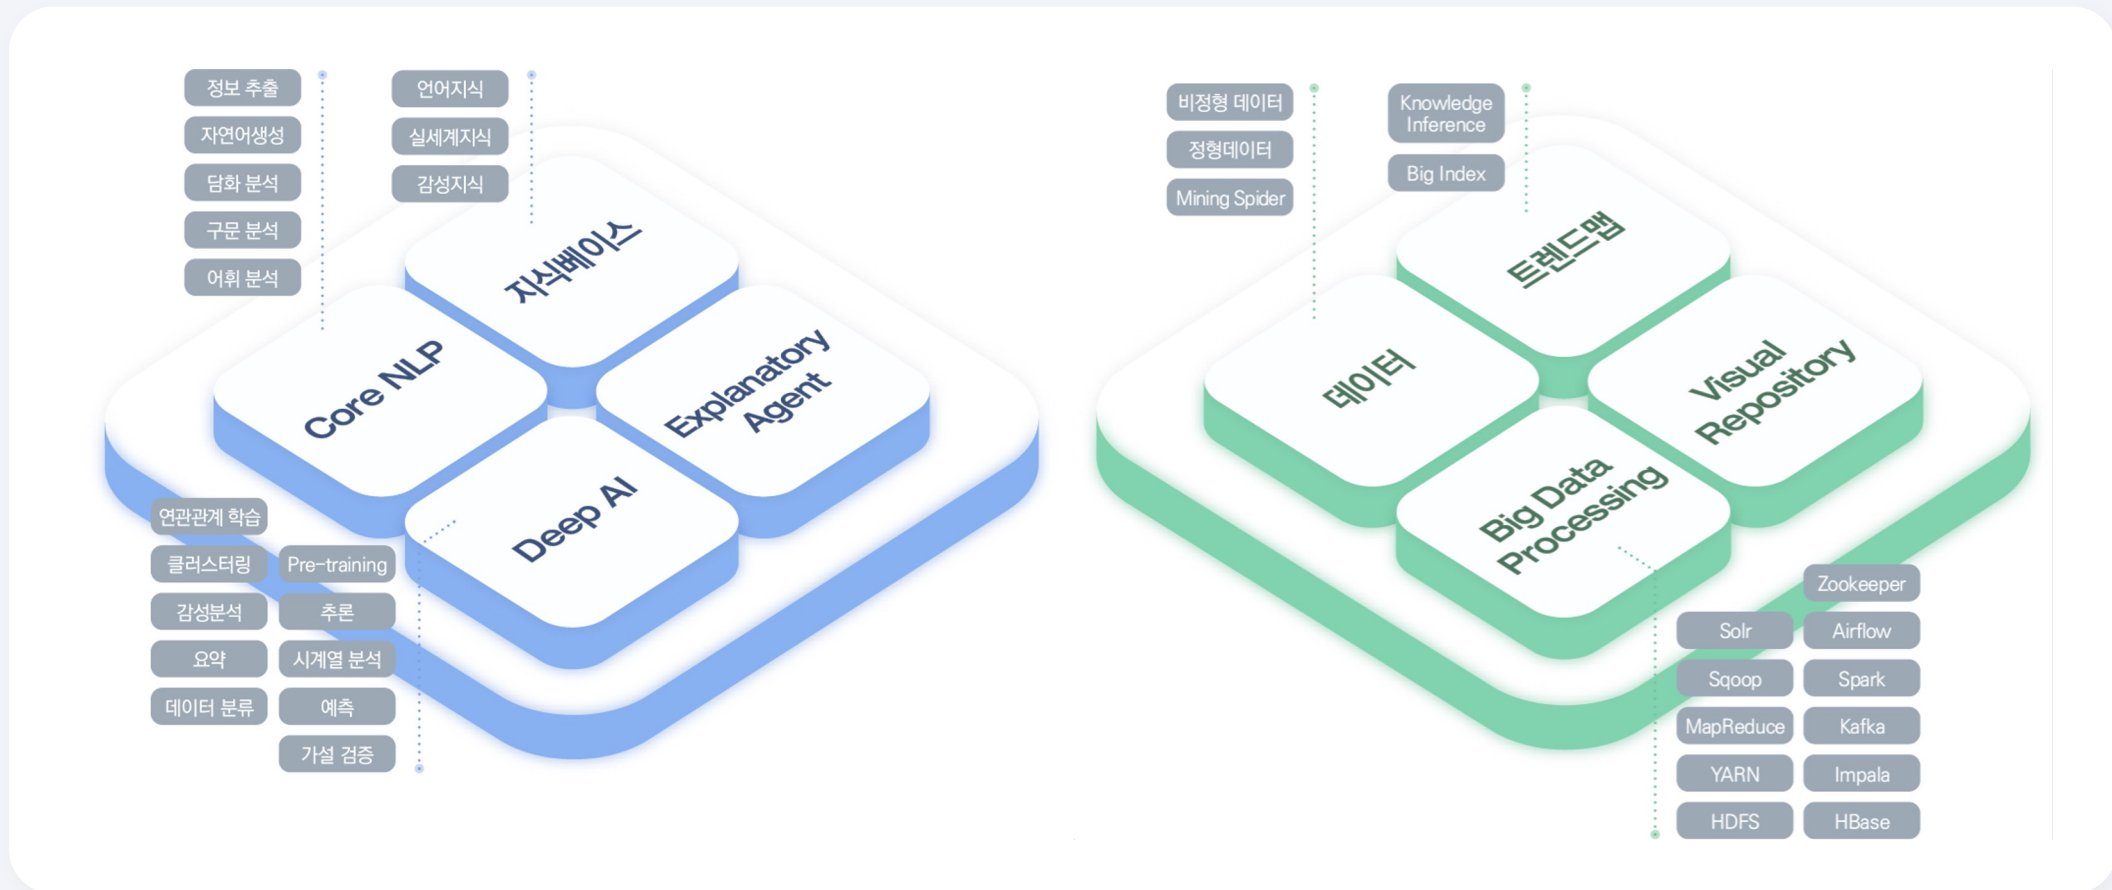 정보 추출
자연어생성
담화 분석
구문 분석
어휘 분석
언어지식
실세계지식
감성지식
지식베이스
Core NLP
Explanatory
Agent
Deep AI
연관관계 학습
클러스터링
감성분석
요약
데이터 분류
Pre-training
추론
시계열 분석
예측
가설 검증
비정형 데이터
정형데이터
Mining Spider
Knowledge
Inference
Big Index
트렌드맵
데이터
Visual
Repository
Big Data
Processing
Zookeeper
Solr
Airflow
Sqoop
Spark
MapReduce
Kafka
YARN
Impala
HDFS
HBase